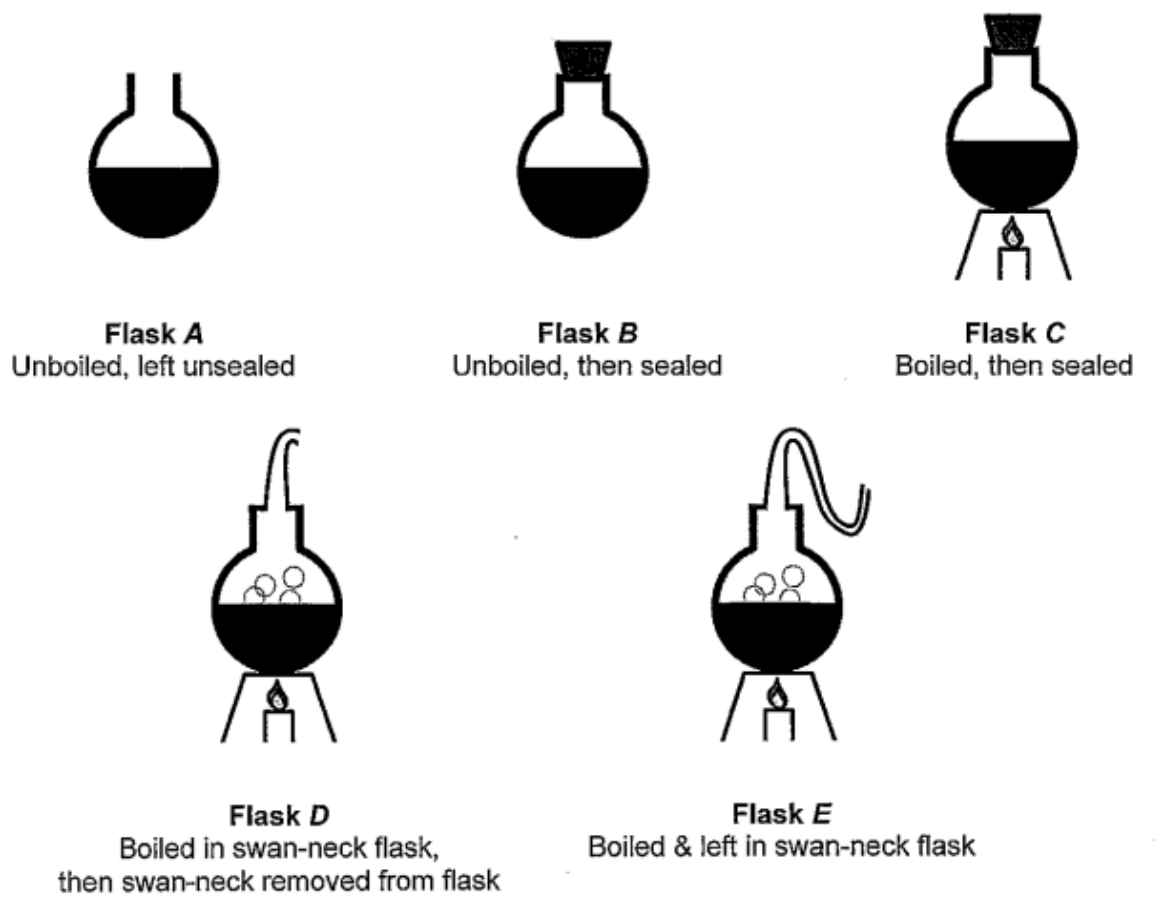 Flask A
Unboiled, left unsealed
Flask B
Unboiled, then sealed
Flask C
Boiled, then sealed
Flask D
Boiled in swan-neck flask,
then swan-neck removed from flask
Flask E
Boiled & left in swan-neck flask